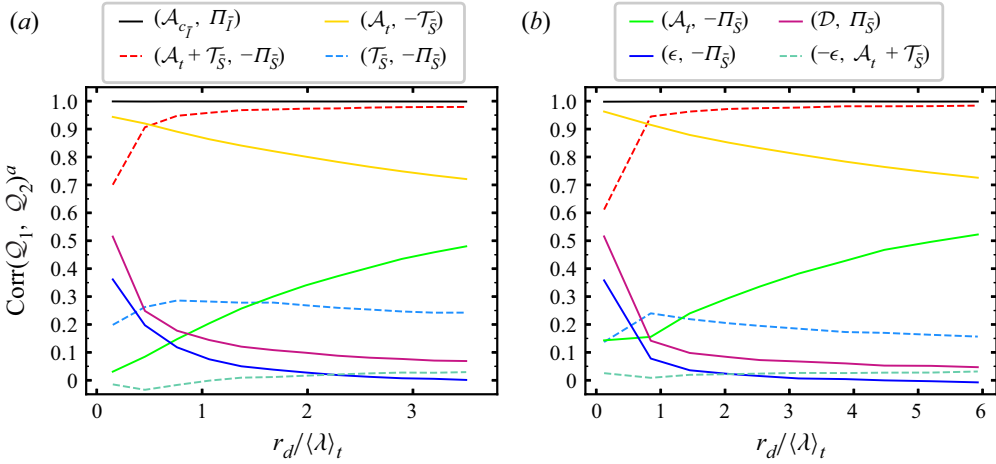 (a)
(𝒜_{c_Ī}, Π_Ī) (𝒜_t, −𝒯_S̄)
(𝒜_t + 𝒯_S̄, −Π_S̄) (𝒯_S̄, −Π_S̄)
Corr(𝒬_1, 𝒬_2)^a
1.0
0.9
0.8
0.7
0.6
0.5
0.4
0.3
0.2
0.1
0
0 1 2 3
r_d/⟨λ⟩_t
(b)
(𝒜_t, −Π_S̄) (𝒟, Π_S̄)
(ϵ, −Π_S̄) (−ϵ, 𝒜_t + 𝒯_S̄)
1.0
0.9
0.8
0.7
0.6
0.5
0.4
0.3
0.2
0.1
0
0 1 2 3 4 5 6
r_d/⟨λ⟩_t